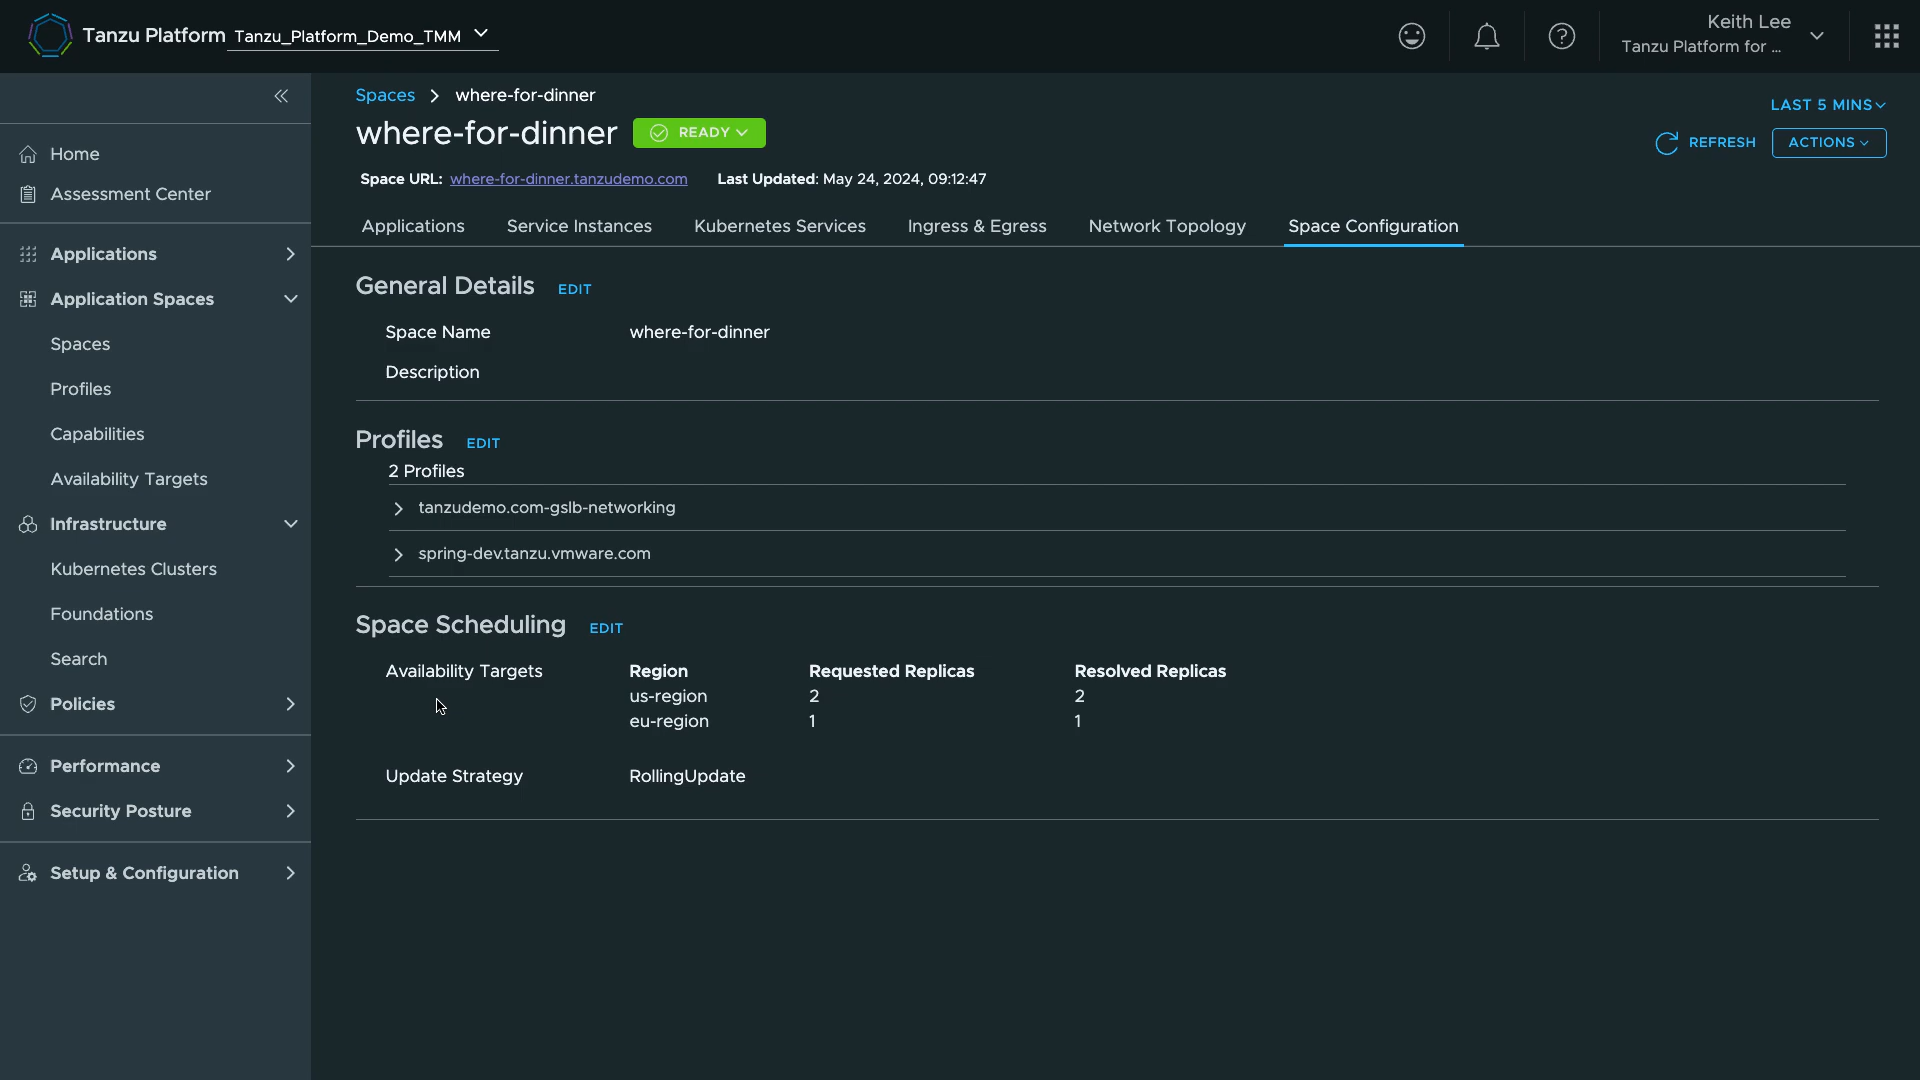 Tanzu Platform Tanzu_Platform_Demo_TMM
Keith Lee
Tanzu Platform for ...
Home
Assessment Center
Applications
Application Spaces
Spaces
Profiles
Capabilities
Availability Targets
Infrastructure
Kubernetes Clusters
Foundations
Search
Policies
Performance
Security Posture
Setup & Configuration
Spaces > where-for-dinner
LAST 5 MINS
where-for-dinner READY
REFRESH ACTIONS
Space URL: where-for-dinner.tanzudemo.com Last Updated: May 24, 2024, 09:12:47
Applications Service Instances Kubernetes Services Ingress & Egress Network Topology Space Configuration
General Details EDIT
Space Name where-for-dinner
Description
Profiles EDIT
2 Profiles
tanzudemo.com-gslb-networking
spring-dev.tanzu.vmware.com
Space Scheduling EDIT
Availability Targets Region Requested Replicas Resolved Replicas
us-region 2 2
eu-region 1 1
Update Strategy RollingUpdate